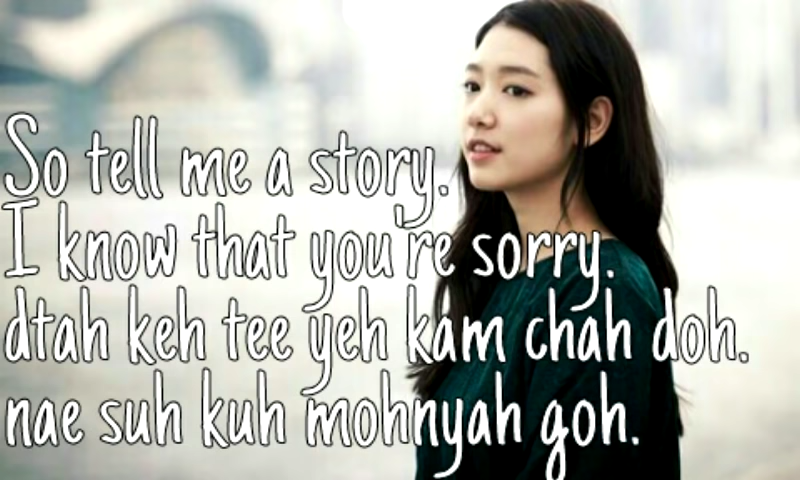 So tell me a story.
I know that you're sorry.
dtah keh tee yeh kam chah doh.
nae suh kuh mohnyah goh.